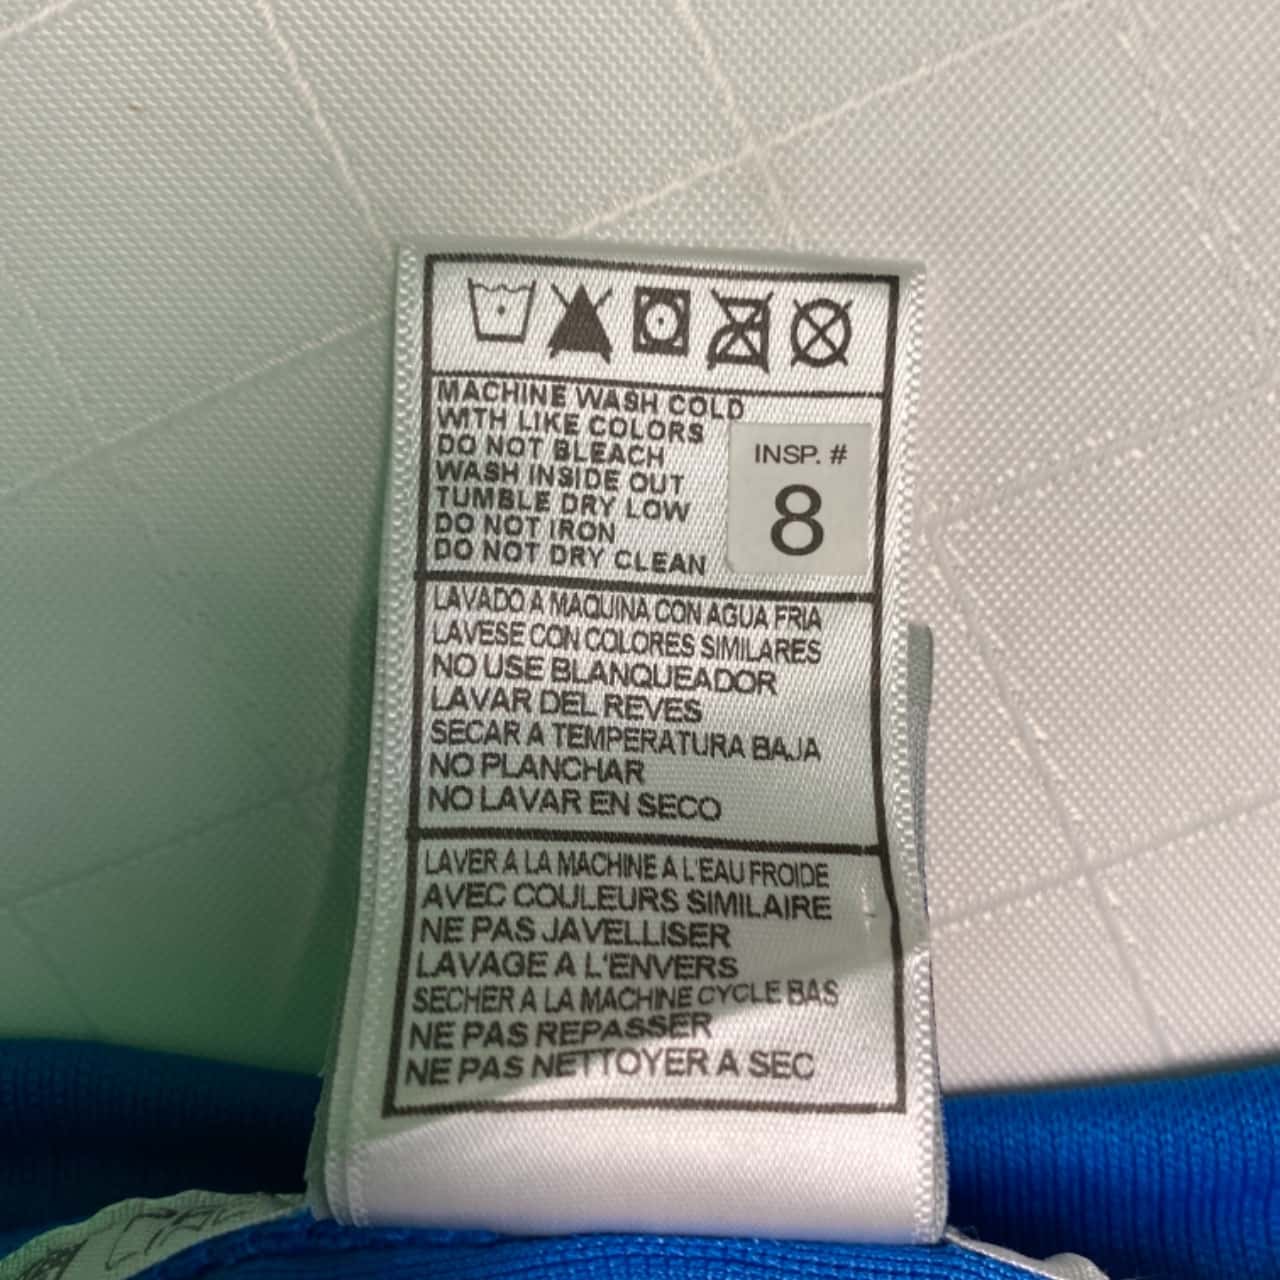 MACHINE WASH COLD
WITH LIKE COLORS
DO NOT BLEACH
WASH INSIDE OUT
TUMBLE DRY LOW
DO NOT IRON
DO NOT DRY CLEAN
INSP. #
8
LAVADO A MAQUINA CON AGUA FRIA
LAVESE CON COLORES SIMILARES
NO USE BLANQUEADOR
LAVAR DEL REVES
SECAR A TEMPERATURA BAJA
NO PLANCHAR
NO LAVAR EN SECO
LAVER A LA MACHINE A L'EAU FROIDE
AVEC COULEURS SIMILAIRE
NE PAS JAVELLISER
LAVAGE A L'ENVERS
SECHER A LA MACHINE CYCLE BAS
NE PAS REPASSER
NE PAS NETTOYER A SEC